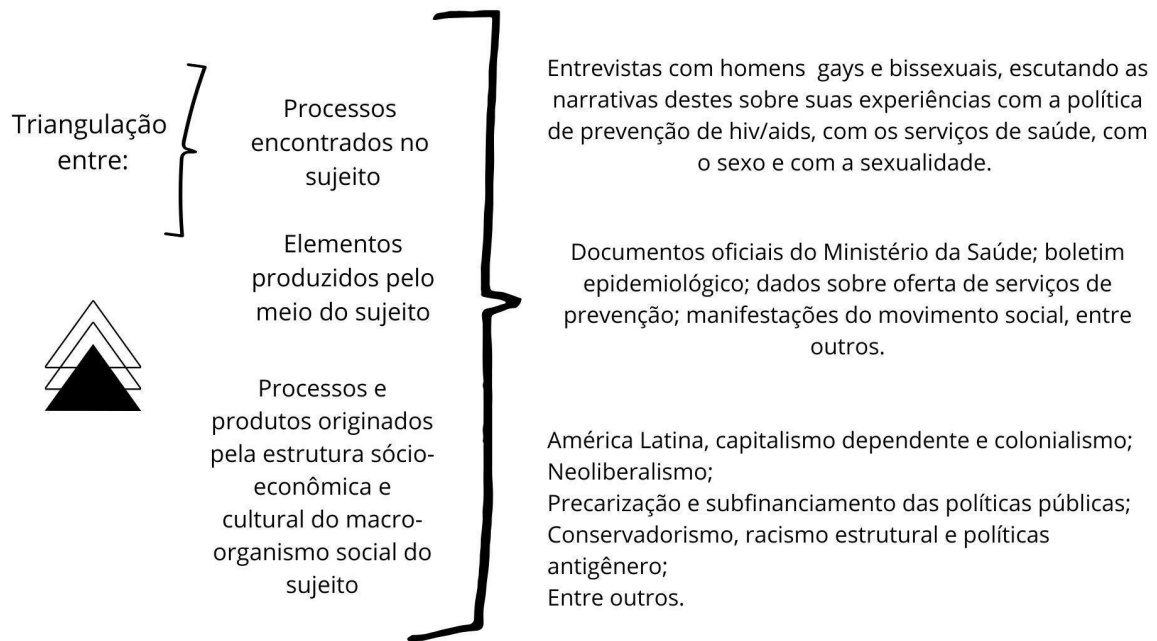 Triangulação
entre:
Processos
encontrados no
sujeito
Entrevistas com homens gays e bissexuais, escutando as
narrativas destes sobre suas experiências com a política
de prevenção de hiv/aids, com os serviços de saúde, com
o sexo e com a sexualidade.
Elementos
produzidos pelo
meio do sujeito
Documentos oficiais do Ministério da Saúde; boletim
epidemiológico; dados sobre oferta de serviços de
prevenção; manifestações do movimento social, entre
outros.
Processos e
produtos originados
pela estrutura sócio-
econômica e
cultural do macro-
organismo social do
sujeito
América Latina, capitalismo dependente e colonialismo;
Neoliberalismo;
Precarização e subfinanciamento das políticas públicas;
Conservadorismo, racismo estrutural e políticas
antigênero;
Entre outros.